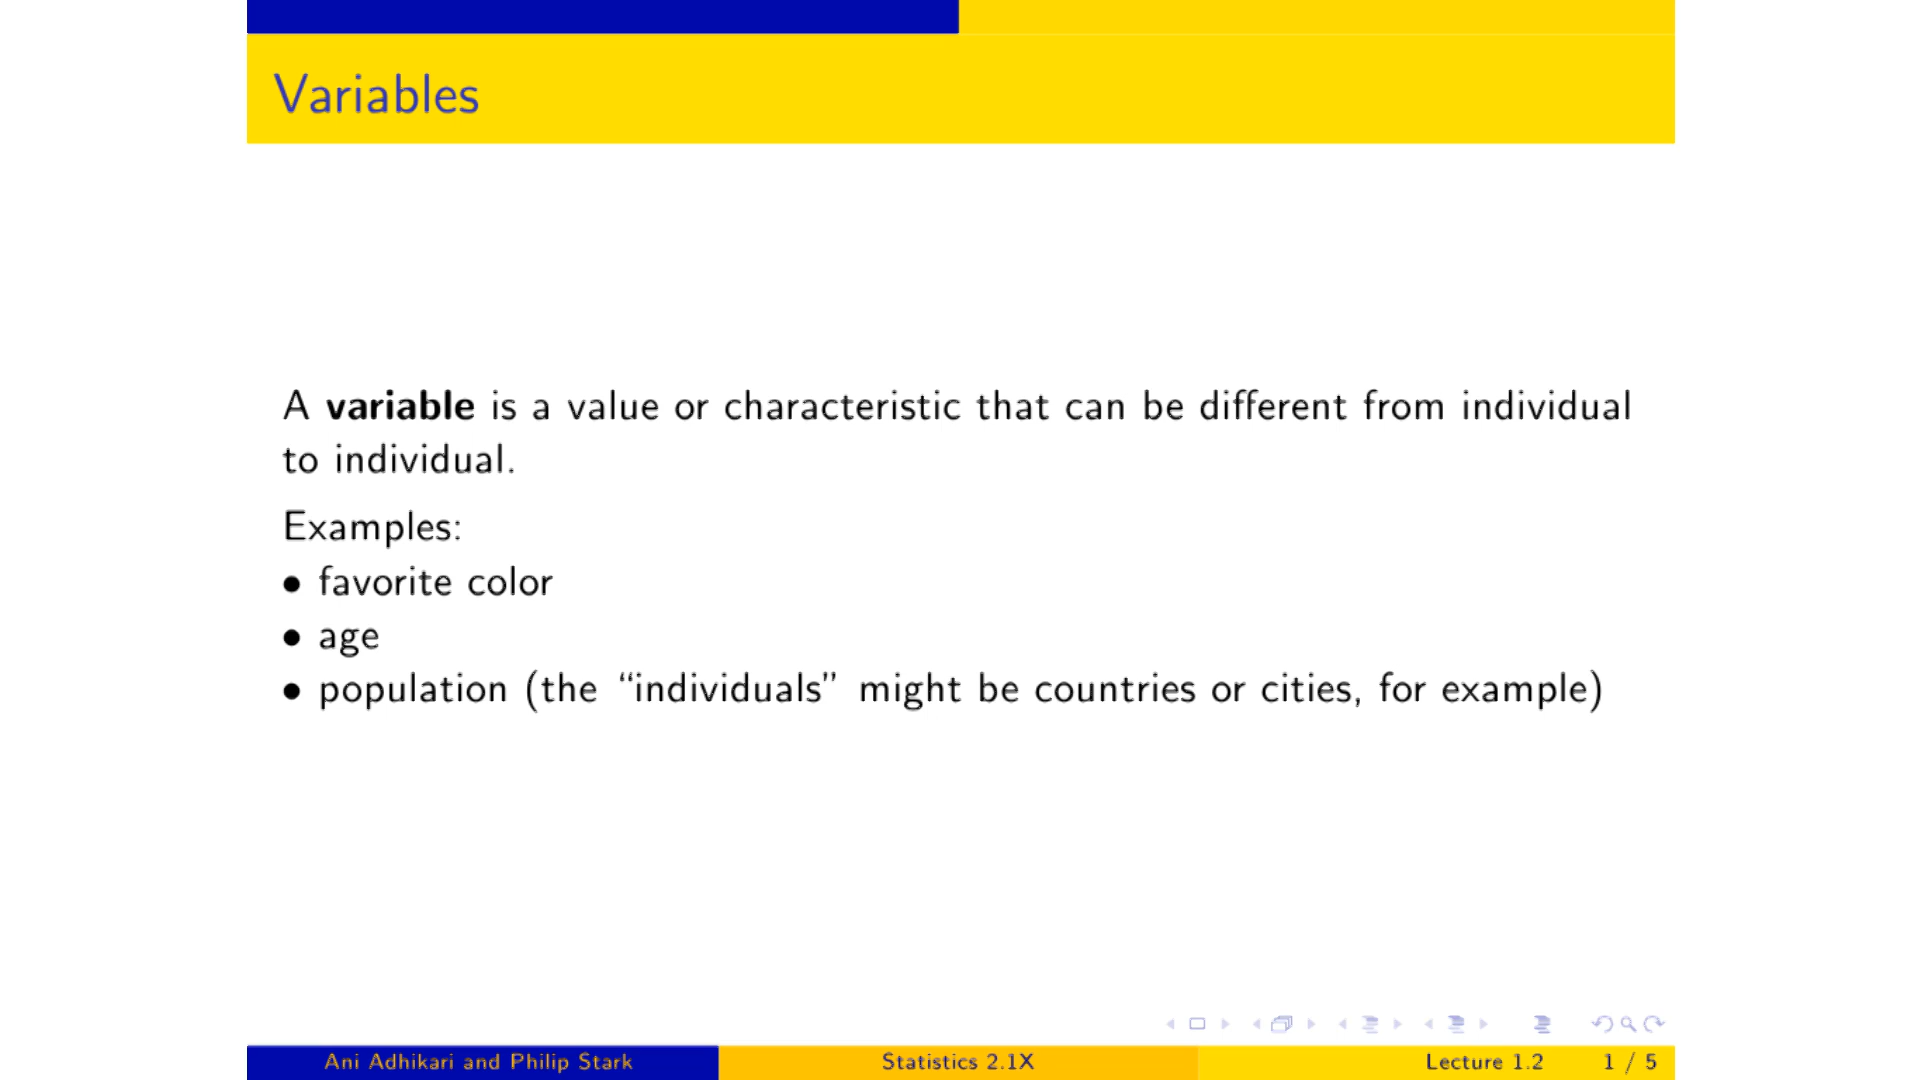 Variables
A variable is a value or characteristic that can be different from individual
to individual.
Examples:
• favorite color
• age
• population (the “individuals” might be countries or cities, for example)
Ani Adhikari and Philip Stark Statistics 2.1X Lecture 1.2 1 / 5